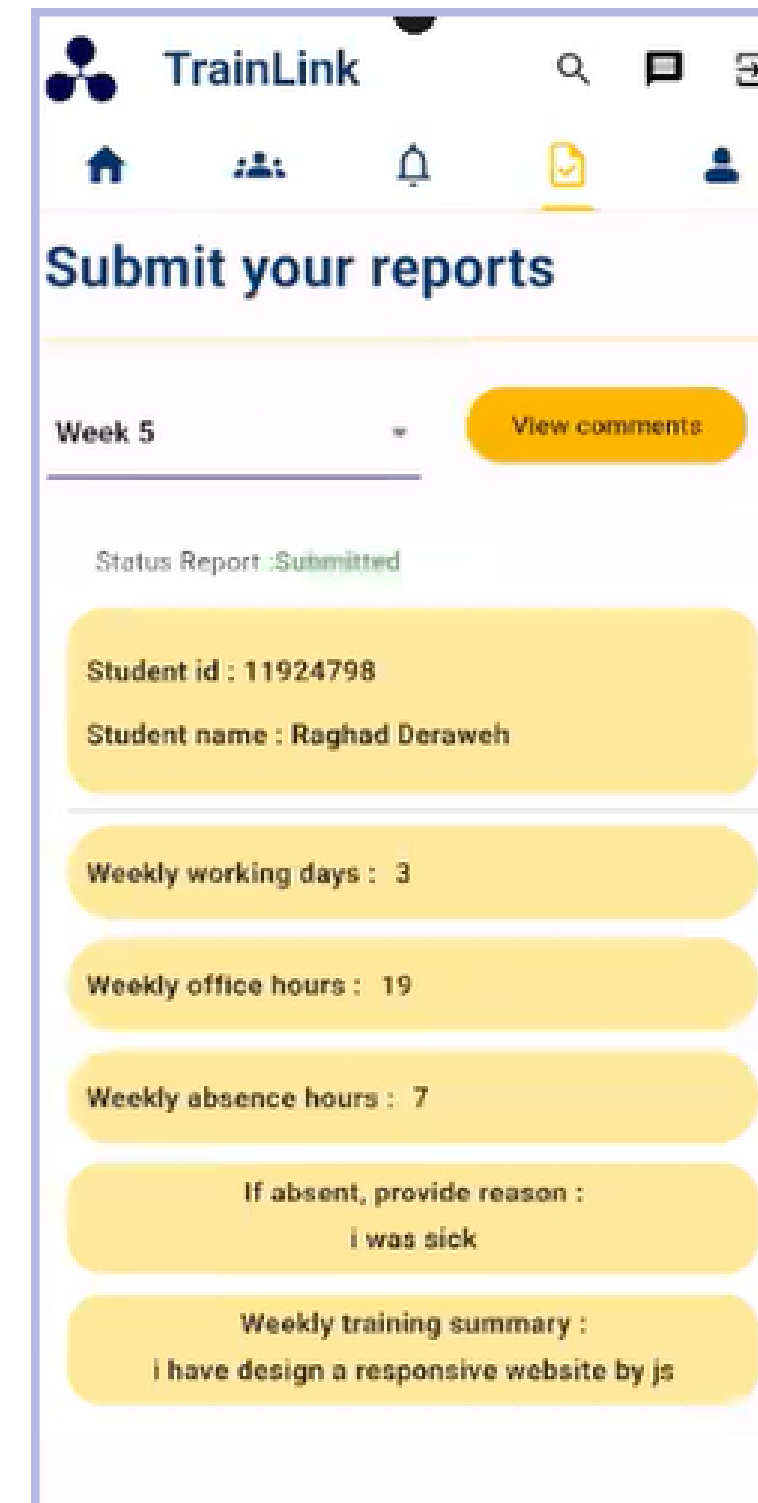 TrainLink
Submit your reports
Week 5
View comments
Status Report :Submitted
Student id : 11924798
Student name : Raghad Deraweh
Weekly working days : 3
Weekly office hours : 19
Weekly absence hours : 7
If absent, provide reason :
i was sick
Weekly training summary :
i have design a responsive website by js